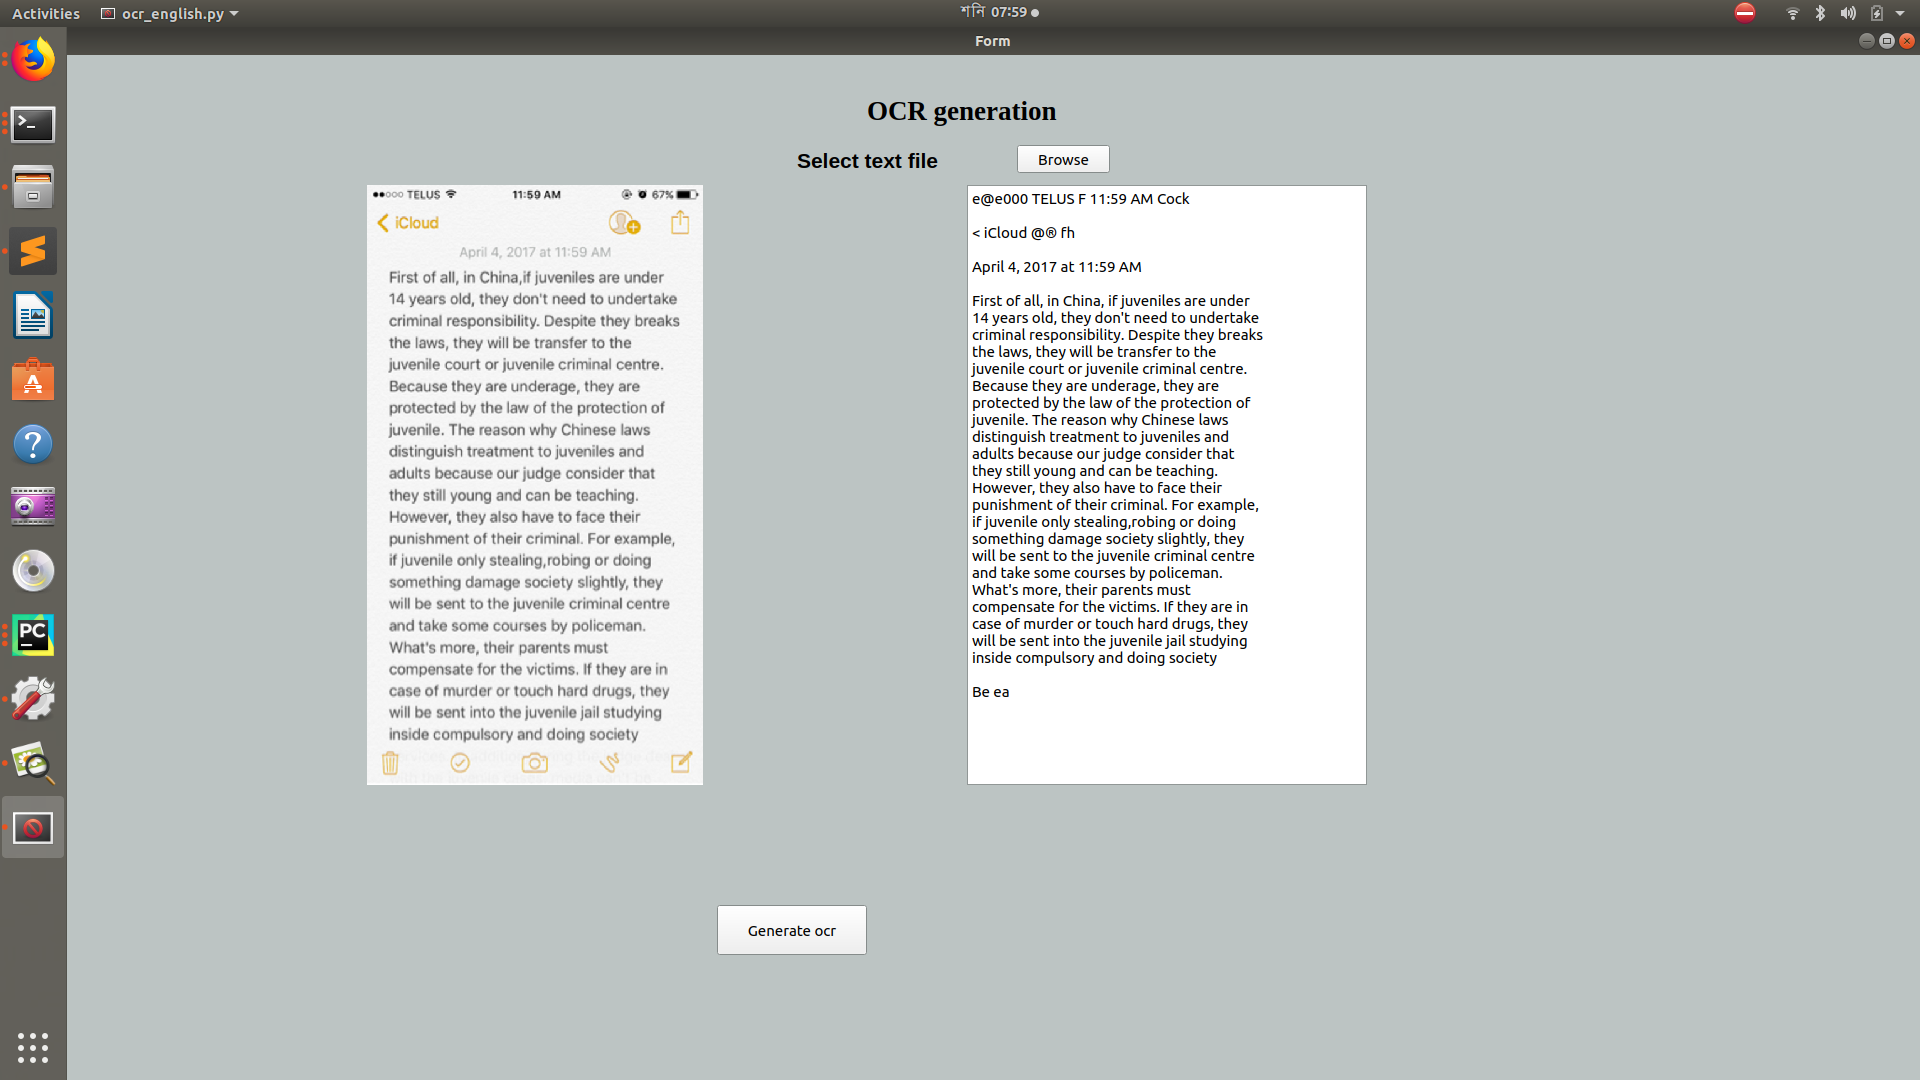 Activities
ocr_english.py
শনি 07:59
Form
OCR generation
Select text file
Browse
TELUS 11:59 AM 67%
iCloud
April 4, 2017 at 11:59 AM
First of all, in China,if juveniles are under
14 years old, they don't need to undertake
criminal responsibility. Despite they breaks
the laws, they will be transfer to the
juvenile court or juvenile criminal centre.
Because they are underage, they are
protected by the law of the protection of
juvenile. The reason why Chinese laws
distinguish treatment to juveniles and
adults because our judge consider that
they still young and can be teaching.
However, they also have to face their
punishment of their criminal. For example,
if juvenile only stealing,robing or doing
something damage society slightly, they
will be sent to the juvenile criminal centre
and take some courses by policeman.
What's more, their parents must
compensate for the victims. If they are in
case of murder or touch hard drugs, they
will be sent into the juvenile jail studying
inside compulsory and doing society
e@e000 TELUS F 11:59 AM Cock
< iCloud @® fh
April 4, 2017 at 11:59 AM
First of all, in China, if juveniles are under
14 years old, they don't need to undertake
criminal responsibility. Despite they breaks
the laws, they will be transfer to the
juvenile court or juvenile criminal centre.
Because they are underage, they are
protected by the law of the protection of
juvenile. The reason why Chinese laws
distinguish treatment to juveniles and
adults because our judge consider that
they still young and can be teaching.
However, they also have to face their
punishment of their criminal. For example,
if juvenile only stealing,robing or doing
something damage society slightly, they
will be sent to the juvenile criminal centre
and take some courses by policeman.
What's more, their parents must
compensate for the victims. If they are in
case of murder or touch hard drugs, they
will be sent into the juvenile jail studying
inside compulsory and doing society
Be ea
Generate ocr
PC